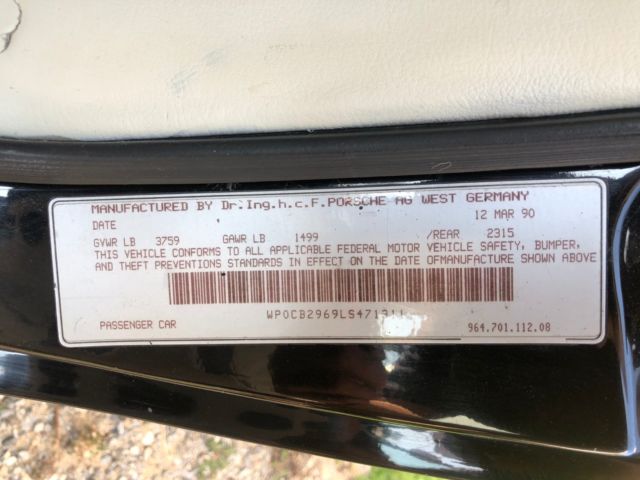 MANUFACTURED BY Dr.Ing.h.c.F.PORSCHE AG WEST GERMANY
DATE 12 MAR 90
GVWR LB 3759 GAWR LB 1499 /REAR 2315
THIS VEHICLE CONFORMS TO ALL APPLICABLE FEDERAL MOTOR VEHICLE SAFETY, BUMPER,
AND THEFT PREVENTIONS STANDARDS IN EFFECT ON THE DATE OFMANUFACTURE SHOWN ABOVE
WP0CB2969LS471311
PASSENGER CAR 964.701.112.08